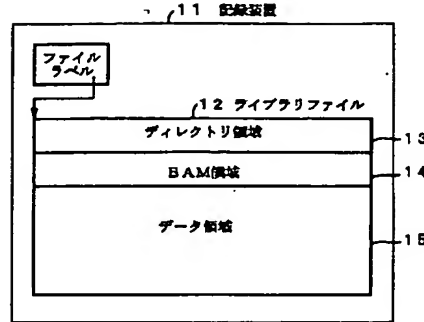 11 記録装置
ファイル
ラベル
12 ライブラリファイル
ディレクトリ領域
13
BAM領域
14
データ領域
15